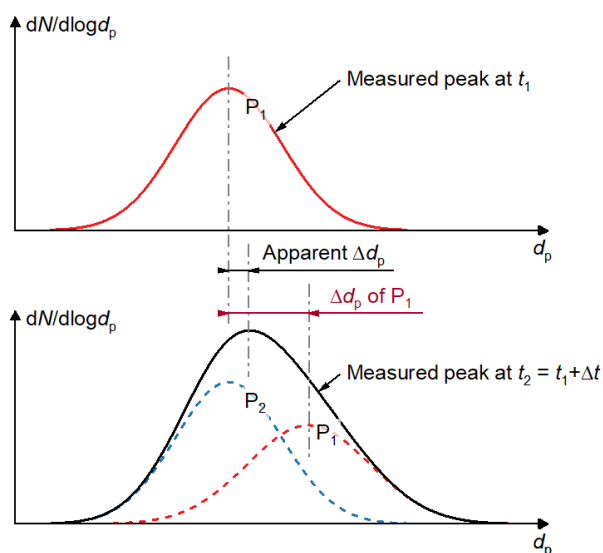 dN/dlogdₚ
Measured peak at t₁
P₁
dₚ
Apparent Δdₚ
dN/dlogdₚ
Δdₚ of P₁
Measured peak at t₂ = t₁+Δt
P₂
P₁
dₚ